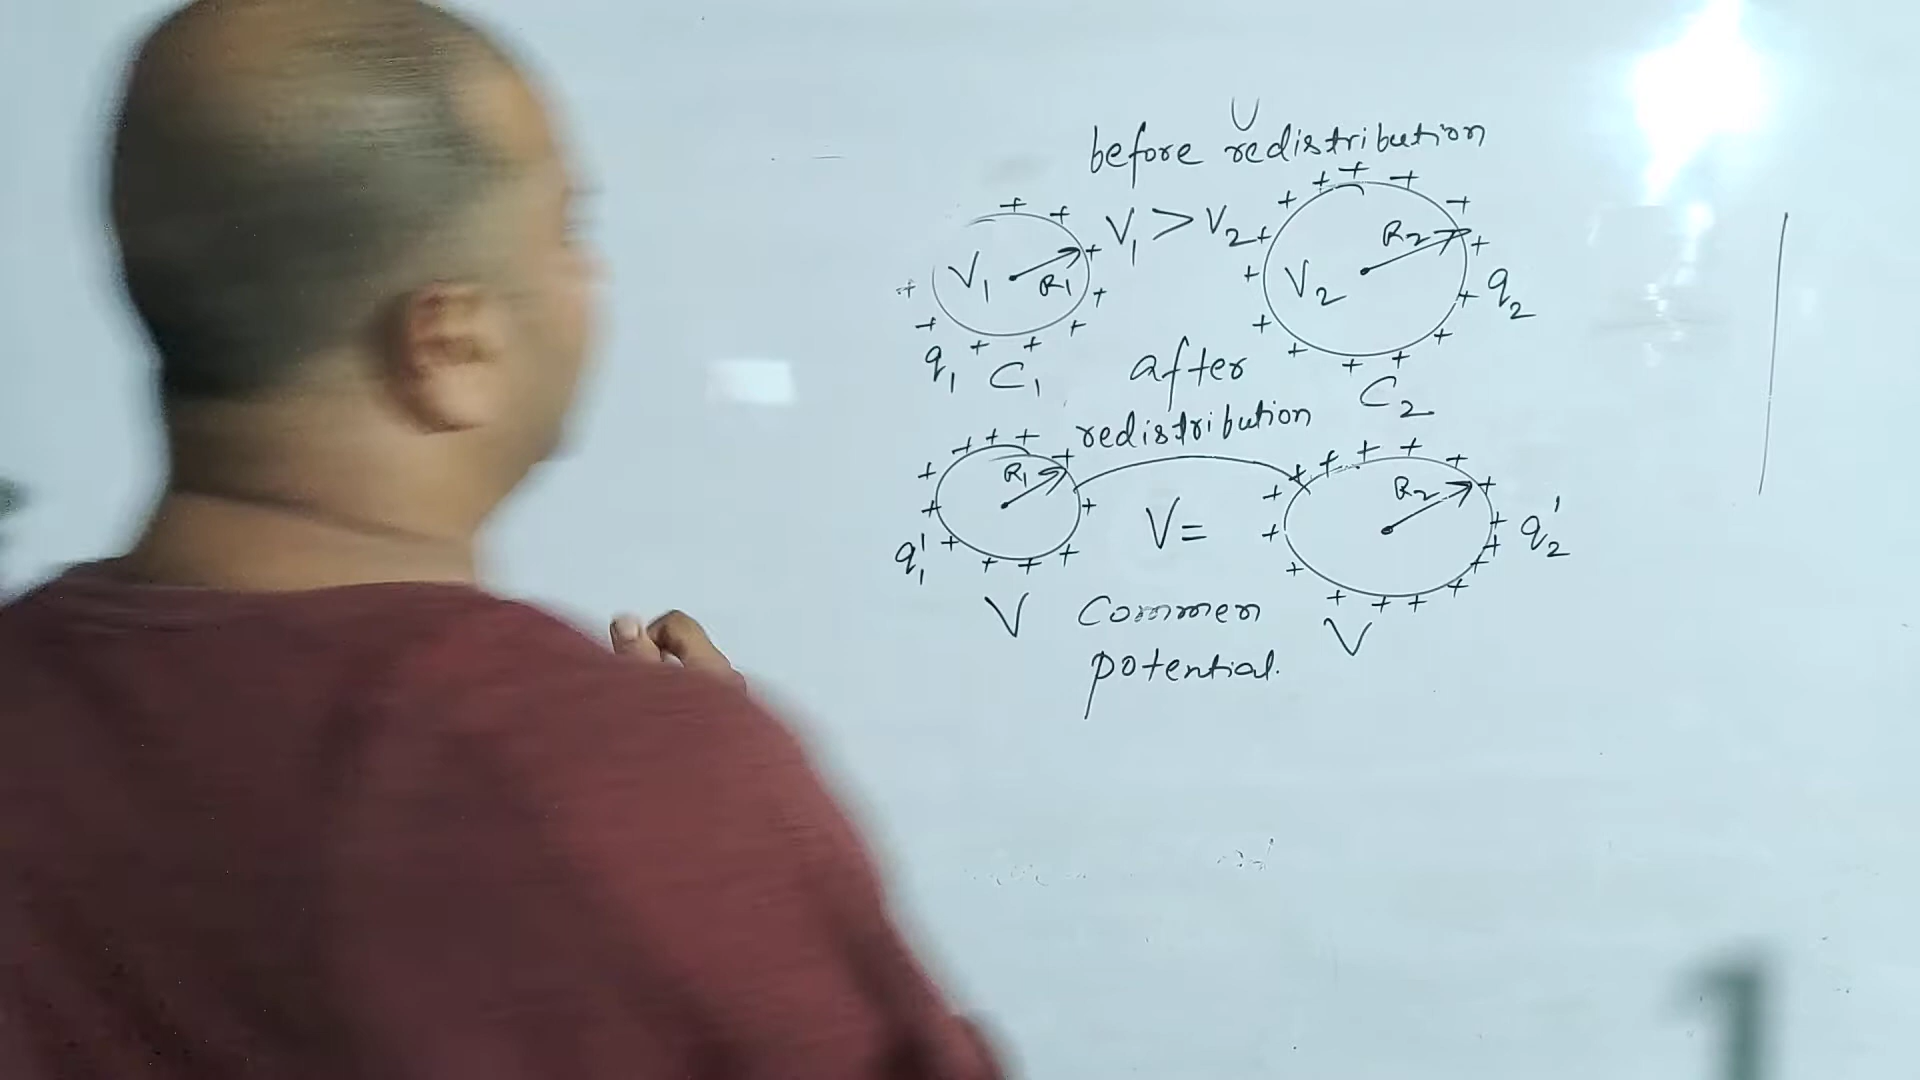 U
before redistribution
V₁ > V₂
V₁ R₁
V₂ R₂
q₁ C₁
q₂
C₂
after
redistribution
R₁
R₂
q₁'
V=
q₂'
V Common V
potential.